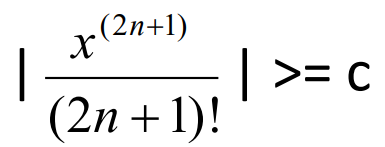 | x^(2n+1) / (2n+1)! | >= c